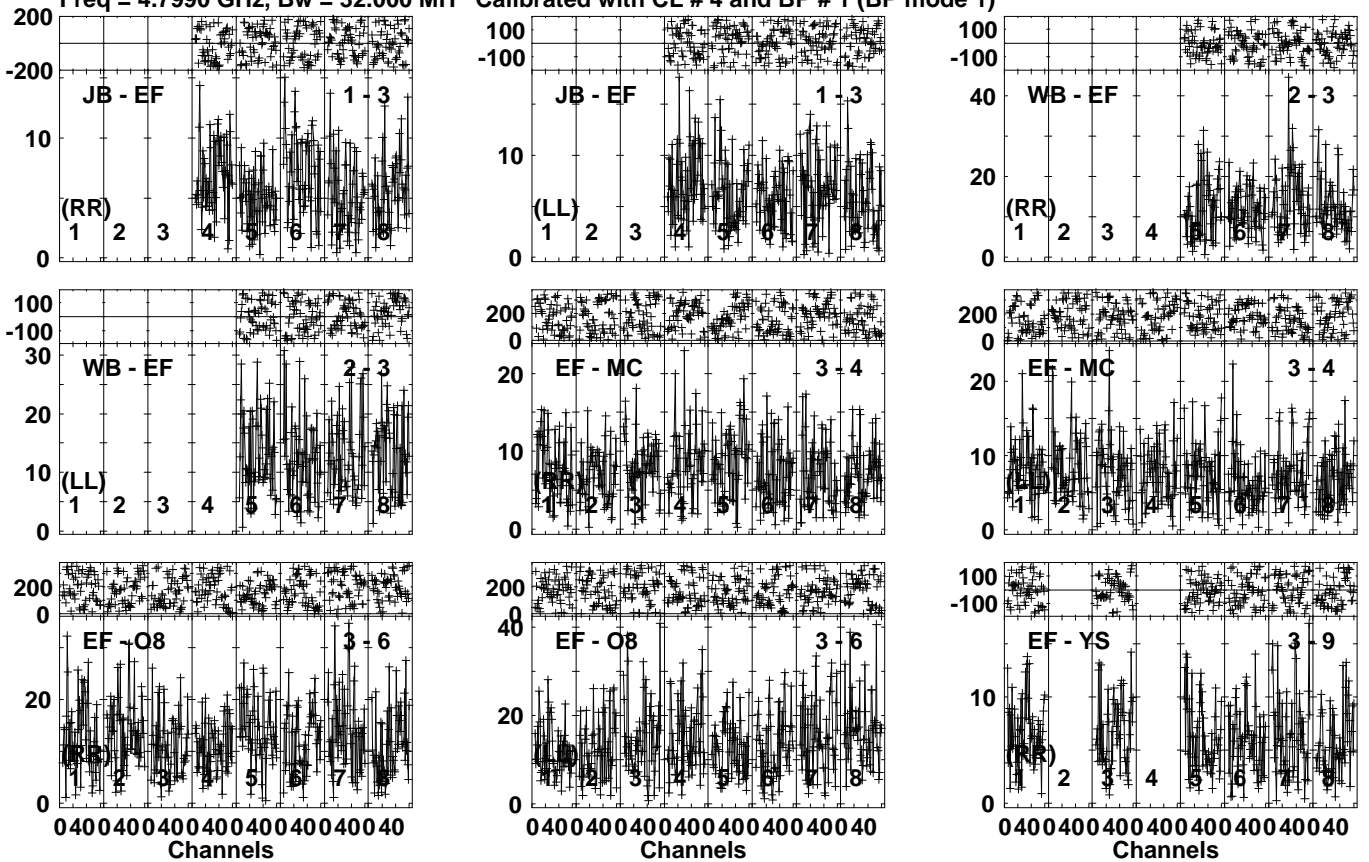 Freq = 4.7990 GHz, Bw = 32.000 MH Calibrated with CL # 4 and BP # 1 (BP mode 1)
200
-200
JB - EF 1 - 3
10
(RR)
1 2 3 4 5 6 7 8
0
100
-100
JB - EF 1 - 3
10
(LL)
1 2 3 4 5 6 7 8
0
100
-100
WB - EF 2 - 3
40
20
(RR)
1 2 3 4 5 6 7 8
0
100
-100
30
WB - EF 2 - 3
20
10
(LL)
1 2 3 4 5 6 7 8
0
200
0
EF - MC 3 - 4
20
10
(RR)
1 2 3 4 5 6 7 8
0
200
0
EF - MC 3 - 4
20
10
(LL)
1 2 3 4 5 6 7 8
0
200
0
EF - O8 3 - 6
20
(RR)
1 2 3 4 5 6 7 8
0
0 40 0 40 0 40 0 40 0 40 0 40 0 40 0 40
Channels
200
0
40
EF - O8 3 - 6
20
(LL)
1 2 3 4 5 6 7 8
0
0 40 0 40 0 40 0 40 0 40 0 40 0 40 0 40
Channels
100
-100
EF - YS 3 - 9
10
(RR)
1 2 3 4 5 6 7 8
0
0 40 0 40 0 40 0 40 0 40 0 40 0 40 0 40
Channels